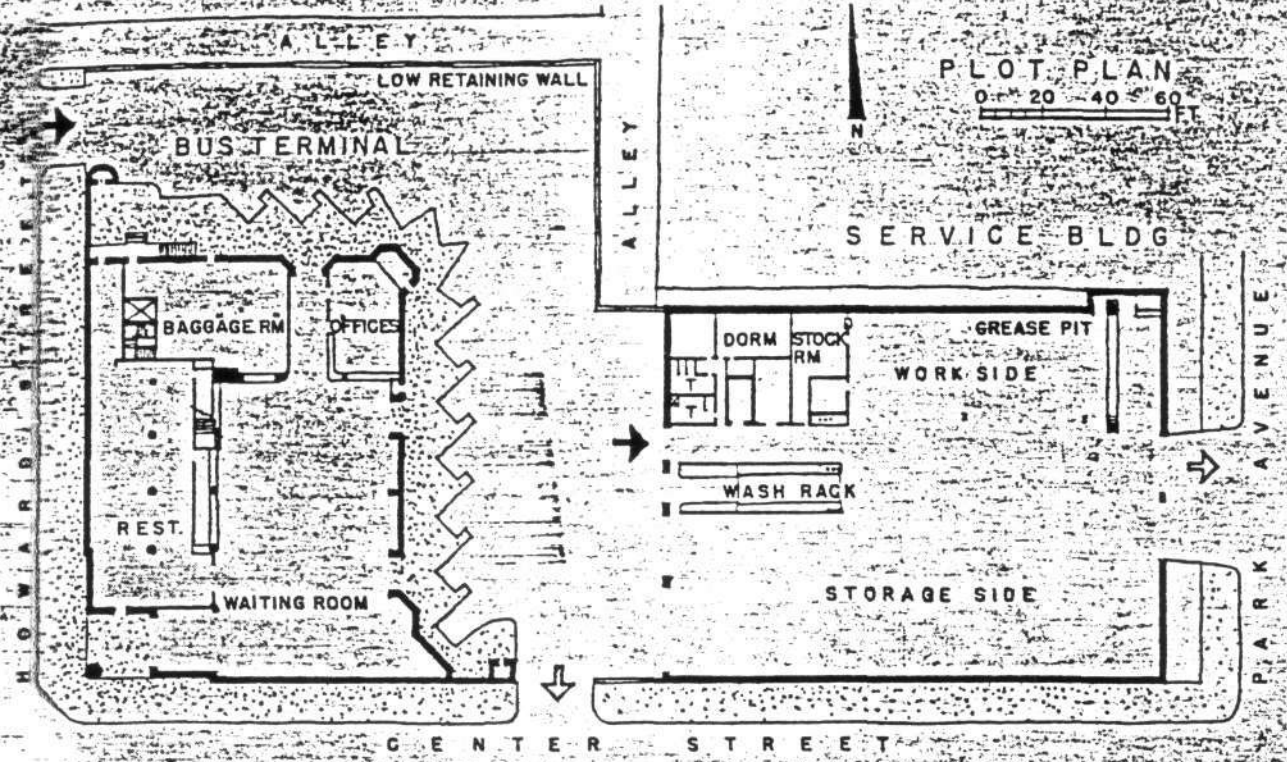 ALLEY
LOW RETAINING WALL
PLOT PLAN
0 20 40 60
FT
N
BUS TERMINAL
ALLEY
SERVICE BLDG
HOWARD STREET
BAGGAGE RM
OFFICES
DORM
STOCK
RM
GREASE PIT
WORK SIDE
T
T
WASH RACK
REST.
WAITING ROOM
STORAGE SIDE
PARK AVENUE
CENTER STREET